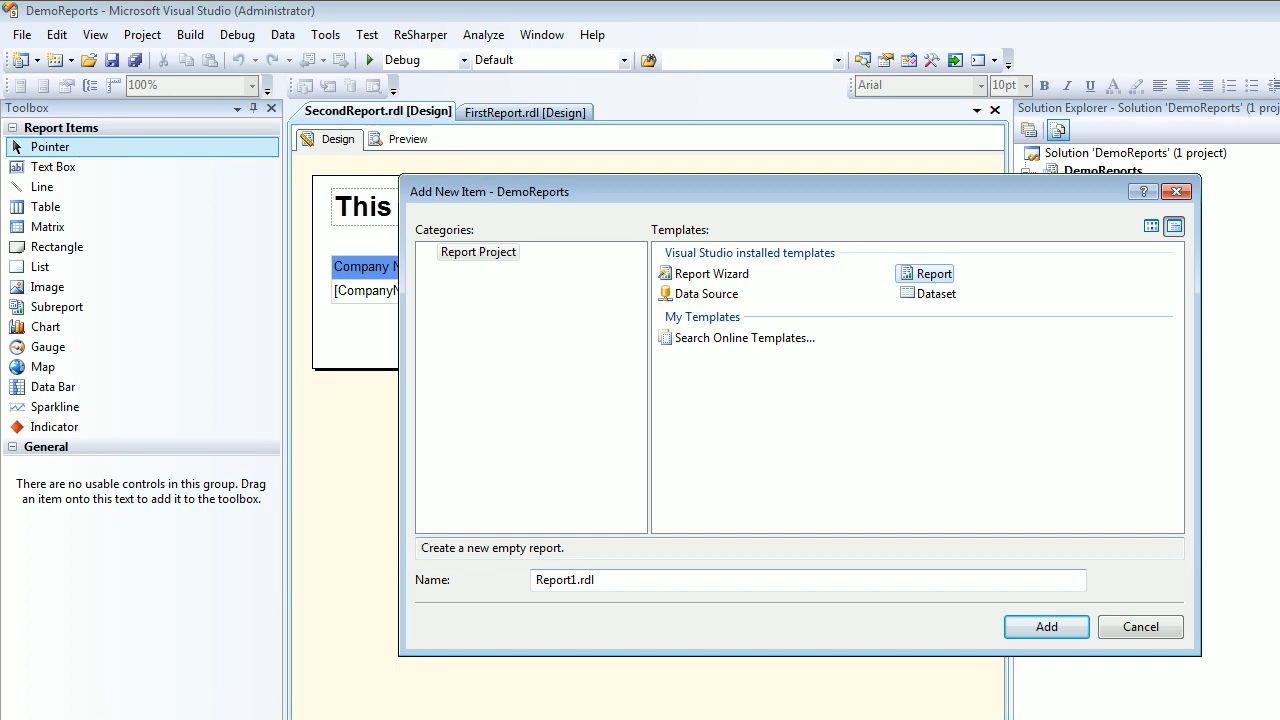 DemoReports - Microsoft Visual Studio (Administrator)
File Edit View Project Build Debug Data Tools Test ReSharper Analyze Window Help
Debug Default
100% Arial 10pt B I U A
Toolbox
SecondReport.rdl [Design] FirstReport.rdl [Design]
Solution Explorer - Solution 'DemoReports' (1
Report Items
Design Preview
Pointer
Text Box
Line
Table
Matrix
Rectangle
List
Image
Subreport
Chart
Gauge
Map
Data Bar
Sparkline
Indicator
General
There are no usable controls in this group. Drag
an item onto this text to add it to the toolbox.
Solution 'DemoReports' (1 project)
DemoReports
This
Company
Add New Item - DemoReports
?
Categories:
Report Project
Templates:
Visual Studio installed templates
Report Wizard Report
Data Source Dataset
My Templates
Search Online Templates...
Create a new empty report.
Name: Report1.rdl
Add Cancel